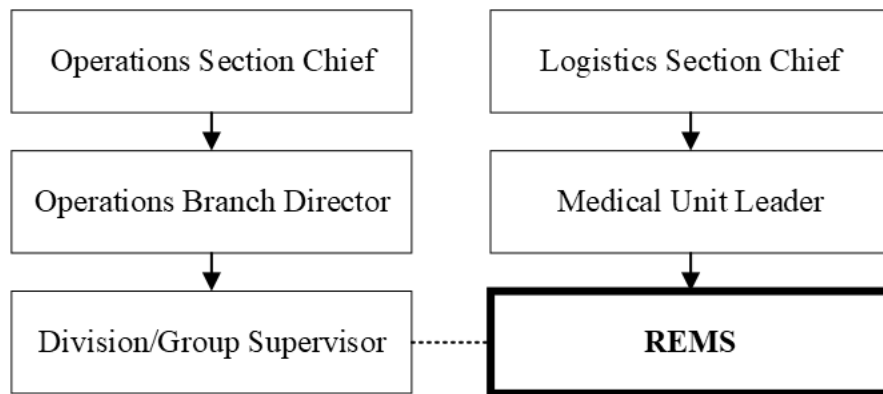 Operations Section Chief
Logistics Section Chief
Operations Branch Director
Medical Unit Leader
Division/Group Supervisor
REMS